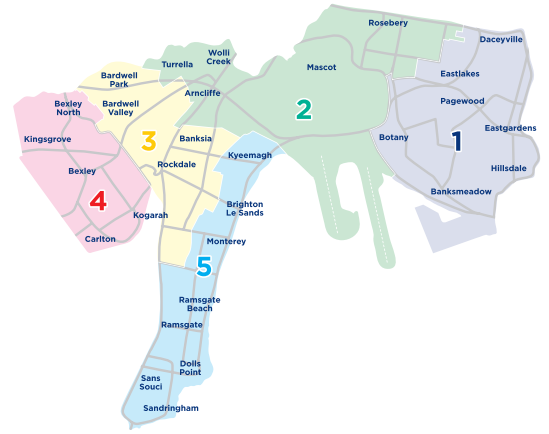 Rosebery
Daceyville
Wolli
Creek
Turrella
Mascot
Bardwell
Park
Eastlakes
Arncliffe
Bexley
North
Bardwell
Valley
Pagewood
2
Kingsgrove
3
Banksia
Botany
1
Eastgardens
Kyeemagh
Rockdale
Bexley
Hillsdale
Banksmeadow
4
Kogarah
Brighton
Le Sands
Carlton
Monterey
5
Ramsgate
Beach
Ramsgate
Dolls
Point
Sans
Souci
Sandringham